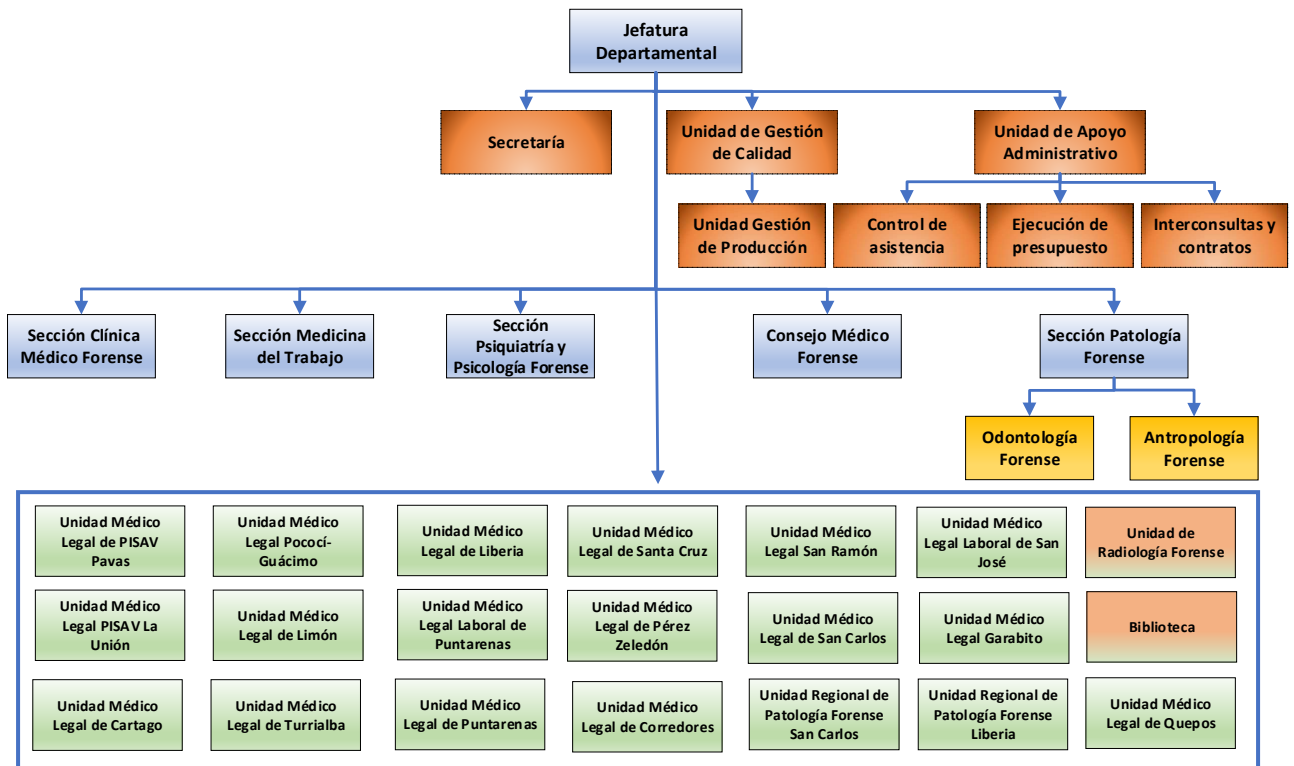 Jefatura
Departamental
Secretaría
Unidad de Gestión
de Calidad
Unidad de Apoyo
Administrativo
Unidad Gestión
de Producción
Control de
asistencia
Ejecución de
presupuesto
Interconsultas y
contratos
Sección Clínica
Médico Forense
Sección Medicina
del Trabajo
Sección
Psiquiatría y
Psicología Forense
Consejo Médico
Forense
Sección Patología
Forense
Odontología
Forense
Antropología
Forense
Unidad Médico
Legal de PISAV
Pavas
Unidad Médico
Legal Pococí-
Guácimo
Unidad Médico
Legal de Liberia
Unidad Médico
Legal de Santa Cruz
Unidad Médico
Legal San Ramón
Unidad Médico
Legal Laboral de San
José
Unidad de
Radiología Forense
Unidad Médico
Legal PISAV La
Unión
Unidad Médico
Legal de Limón
Unidad Médico
Legal Laboral de
Puntarenas
Unidad Médico
Legal de Pérez
Zeledón
Unidad Médico
Legal de San Carlos
Unidad Médico
Legal Garabito
Biblioteca
Unidad Médico
Legal de Cartago
Unidad Médico
Legal de Turrialba
Unidad Médico
Legal de Puntarenas
Unidad Médico
Legal de Corredores
Unidad Regional de
Patología Forense
San Carlos
Unidad Regional de
Patología Forense
Liberia
Unidad Médico
Legal de Quepos